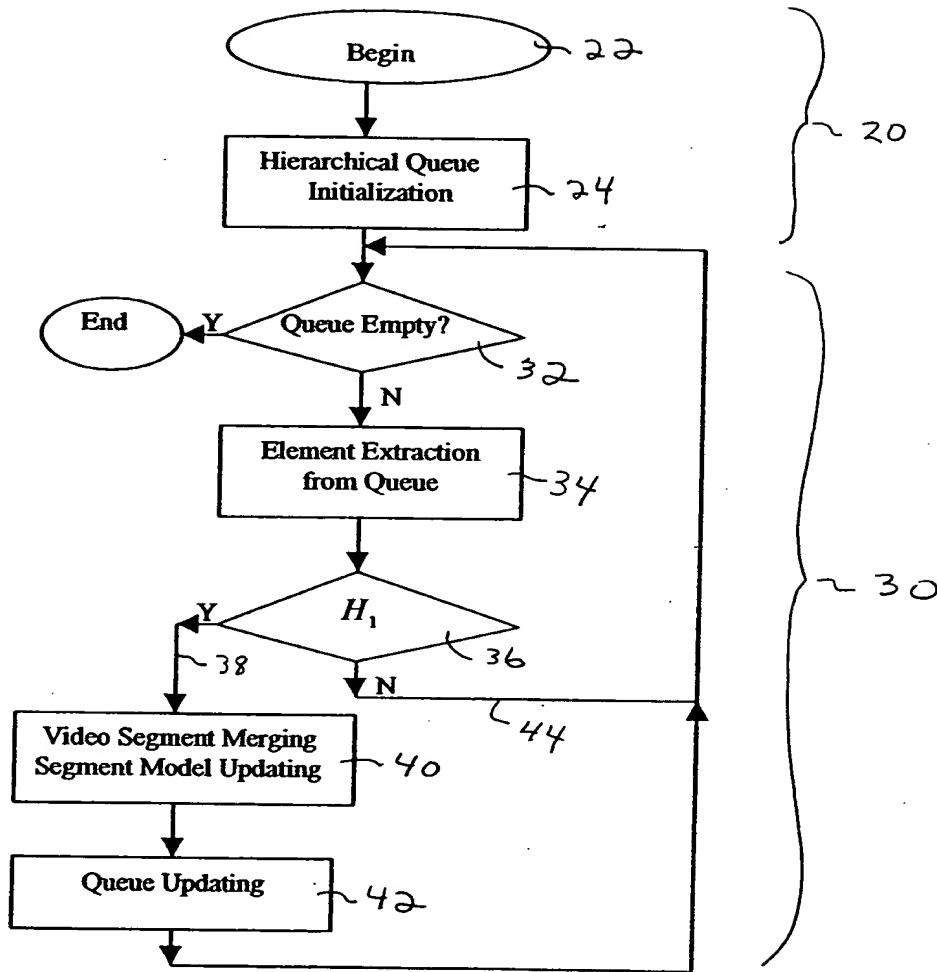 Begin
22
20
Hierarchical Queue
Initialization
24
End
Y
Queue Empty?
32
N
Element Extraction
from Queue
34
30
Y
H1
36
38
N
44
Video Segment Merging
Segment Model Updating
40
Queue Updating
42